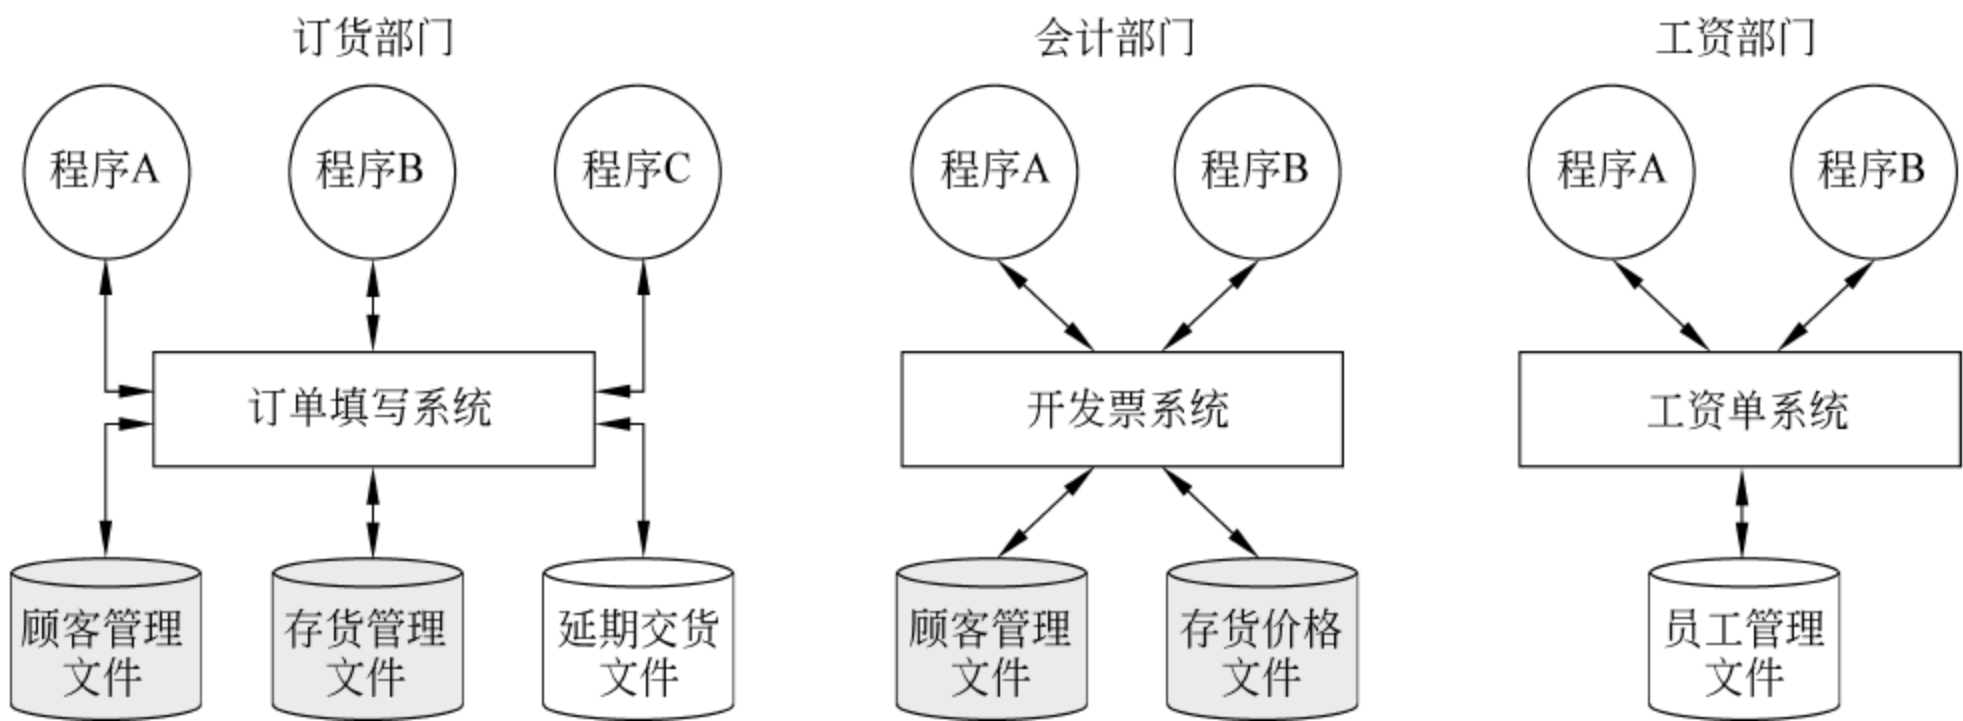 订货部门
会计部门
工资部门
程序A
程序B
程序C
程序A
程序B
程序A
程序B
订单填写系统
开发票系统
工资单系统
顾客管理
文件
存货管理
文件
延期交货
文件
顾客管理
文件
存货价格
文件
员工管理
文件